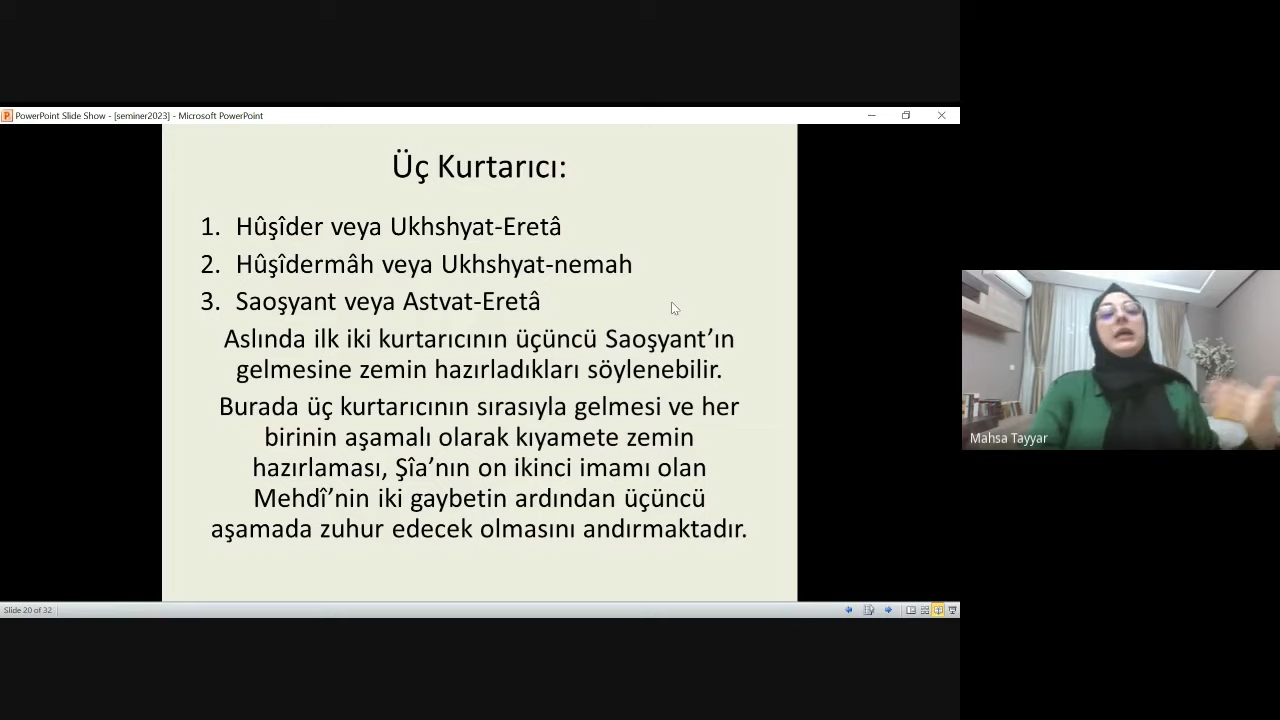 PowerPoint Slide Show - [seminer2023] - Microsoft PowerPoint
Üç Kurtarıcı:
1. Hûşîder veya Ukhshyat-Eretâ
2. Hûşîdermâh veya Ukhshyat-nemah
3. Saoşyant veya Astvat-Eretâ
Aslında ilk iki kurtarıcının üçüncü Saoşyant’ın
gelmesine zemin hazırladıkları söylenebilir.
Burada üç kurtarıcının sırasıyla gelmesi ve her
birinin aşamalı olarak kıyamete zemin
hazırlaması, Şîa’nın on ikinci imamı olan
Mehdî’nin iki gaybetin ardından üçüncü
aşamada zuhur edecek olmasını andırmaktadır.
Mahsa Tayyar
Slide 20 of 32